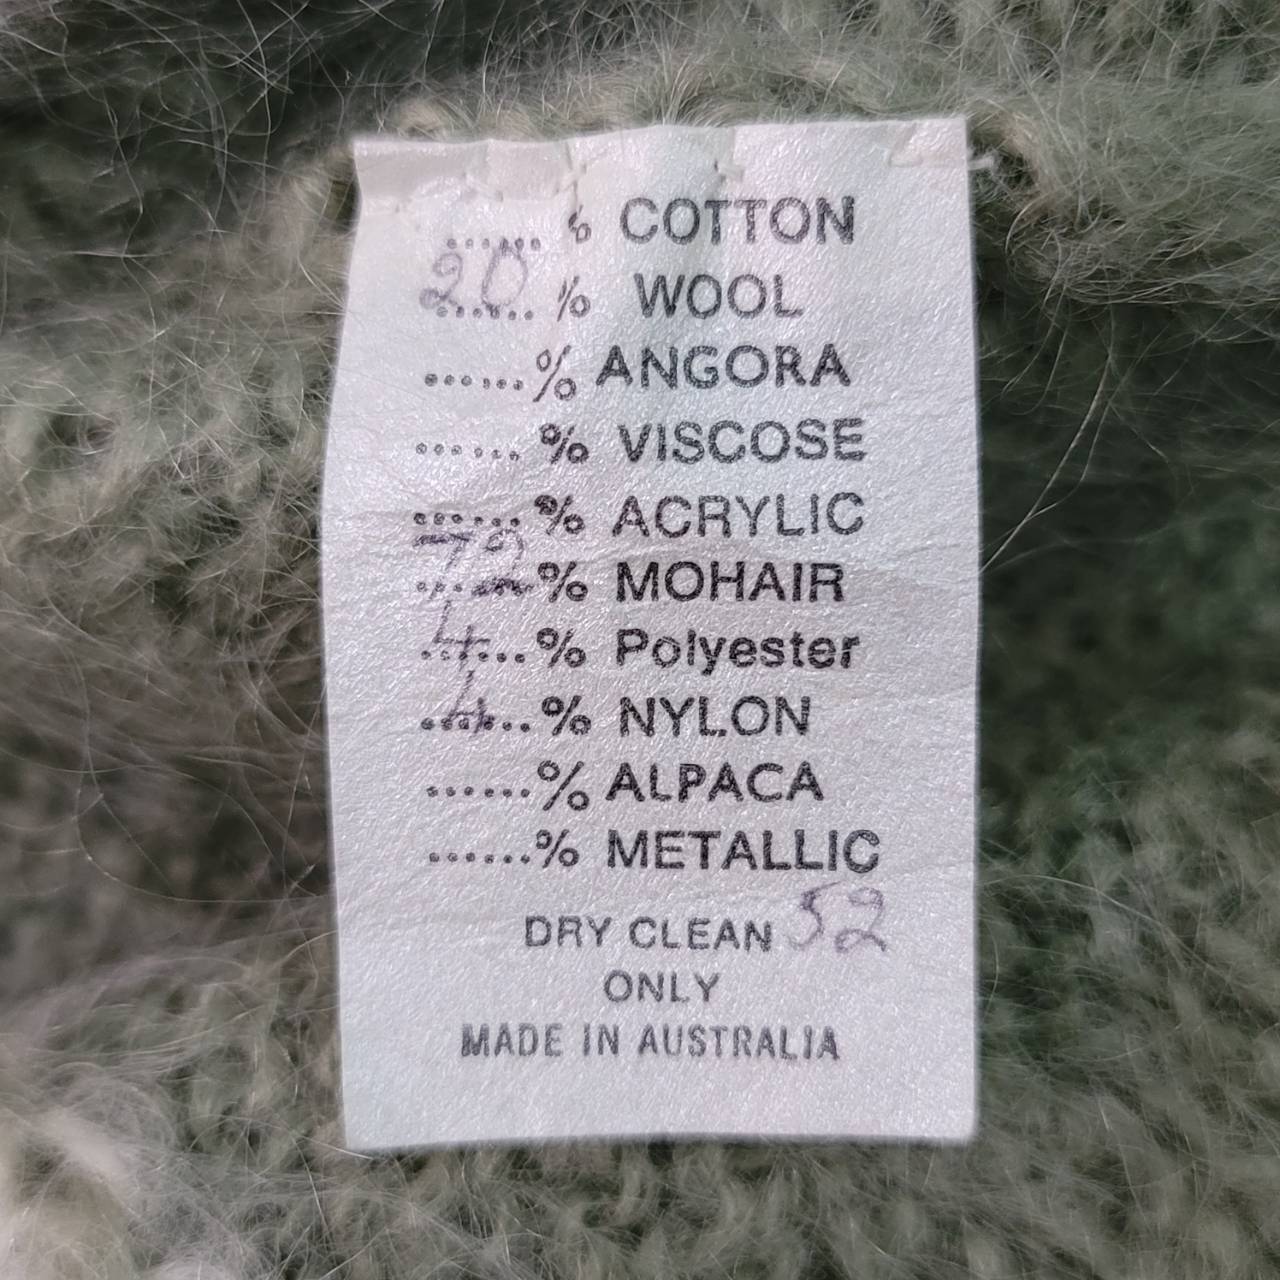 ...... % COTTON
20 ...... % WOOL
...... % ANGORA
...... % VISCOSE
...... % ACRYLIC
72 ...... % MOHAIR
4 ...... % Polyester
4 ...... % NYLON
...... % ALPACA
...... % METALLIC
DRY CLEAN 52
ONLY
MADE IN AUSTRALIA